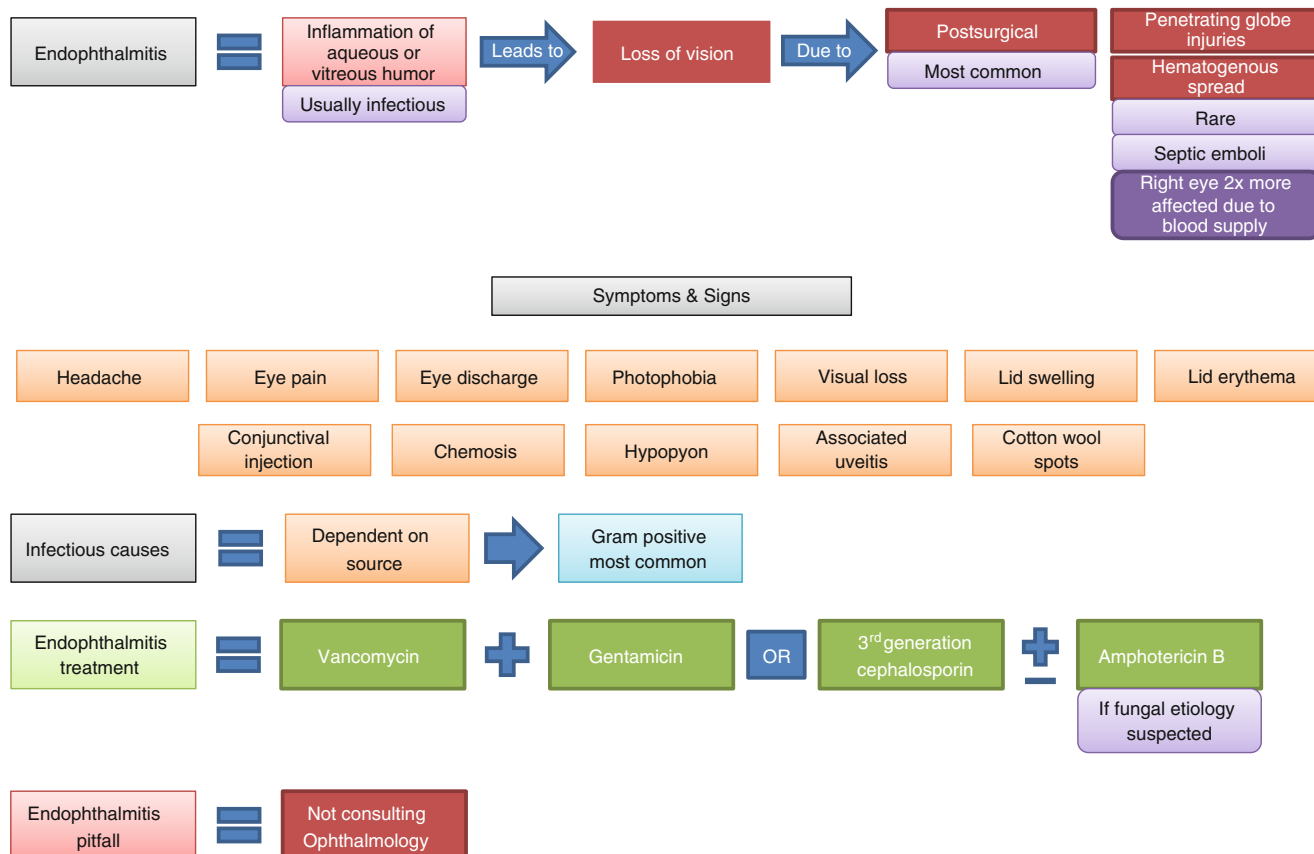 Endophthalmitis
Inflammation of
aqueous or
vitreous humor
Usually infectious
Leads to
Loss of vision
Due to
Postsurgical
Most common
Penetrating globe
injuries
Hematogenous
spread
Rare
Septic emboli
Right eye 2x more
affected due to
blood supply
Symptoms & Signs
Headache
Eye pain
Eye discharge
Photophobia
Visual loss
Lid swelling
Lid erythema
Conjunctival
injection
Chemosis
Hypopyon
Associated
uveitis
Cotton wool
spots
Infectious causes
Dependent on
source
Gram positive
most common
Endophthalmitis
treatment
Vancomycin
Gentamicin
OR
3rd generation
cephalosporin
Amphotericin B
If fungal etiology
suspected
Endophthalmitis
pitfall
Not consulting
Ophthalmology